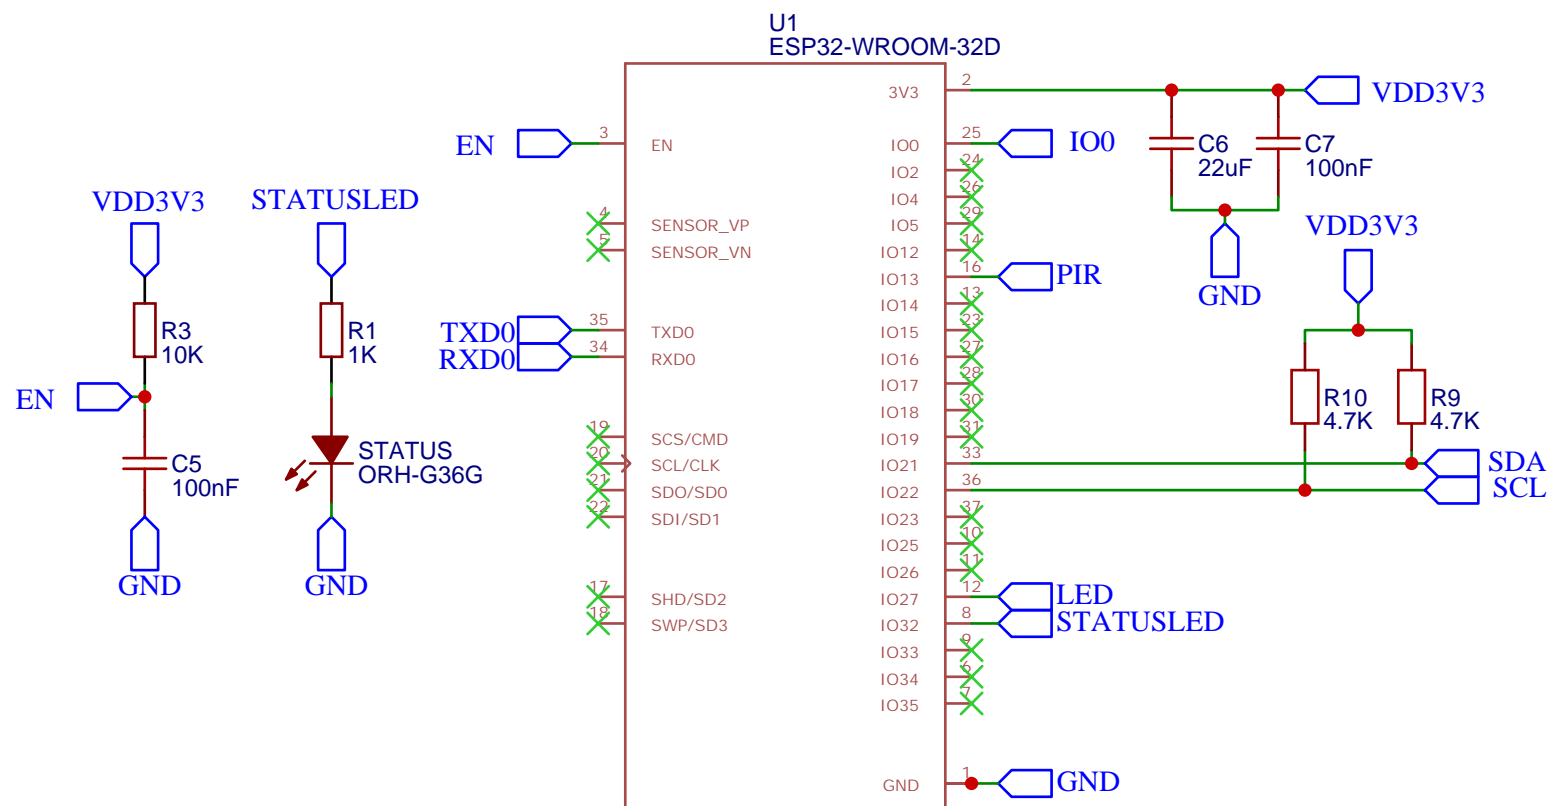 U1
ESP32-WROOM-32D
3V3
2
VDD3V3
EN
3
EN
IO0
25
IO0
C6
22uF
C7
100nF
IO2
24
IO4
26
VDD3V3
STATUSLED
4
SENSOR_VP
IO5
29
VDD3V3
5
SENSOR_VN
IO12
14
IO13
16
PIR
GND
IO14
13
R3
10K
R1
1K
TXD0
35
TXD0
IO15
23
RXD0
34
RXD0
IO16
27
IO17
28
EN
IO18
30
R10
4.7K
R9
4.7K
19
SCS/CMD
IO19
31
STATUS
ORH-G36G
C5
100nF
20
SCL/CLK
IO21
33
SDA
21
SDO/SD0
IO22
36
SCL
22
SDI/SD1
IO23
37
IO25
10
GND
GND
IO26
11
17
SHD/SD2
IO27
12
LED
18
SWP/SD3
IO32
8
STATUSLED
IO33
9
IO34
6
IO35
7
GND
1
GND